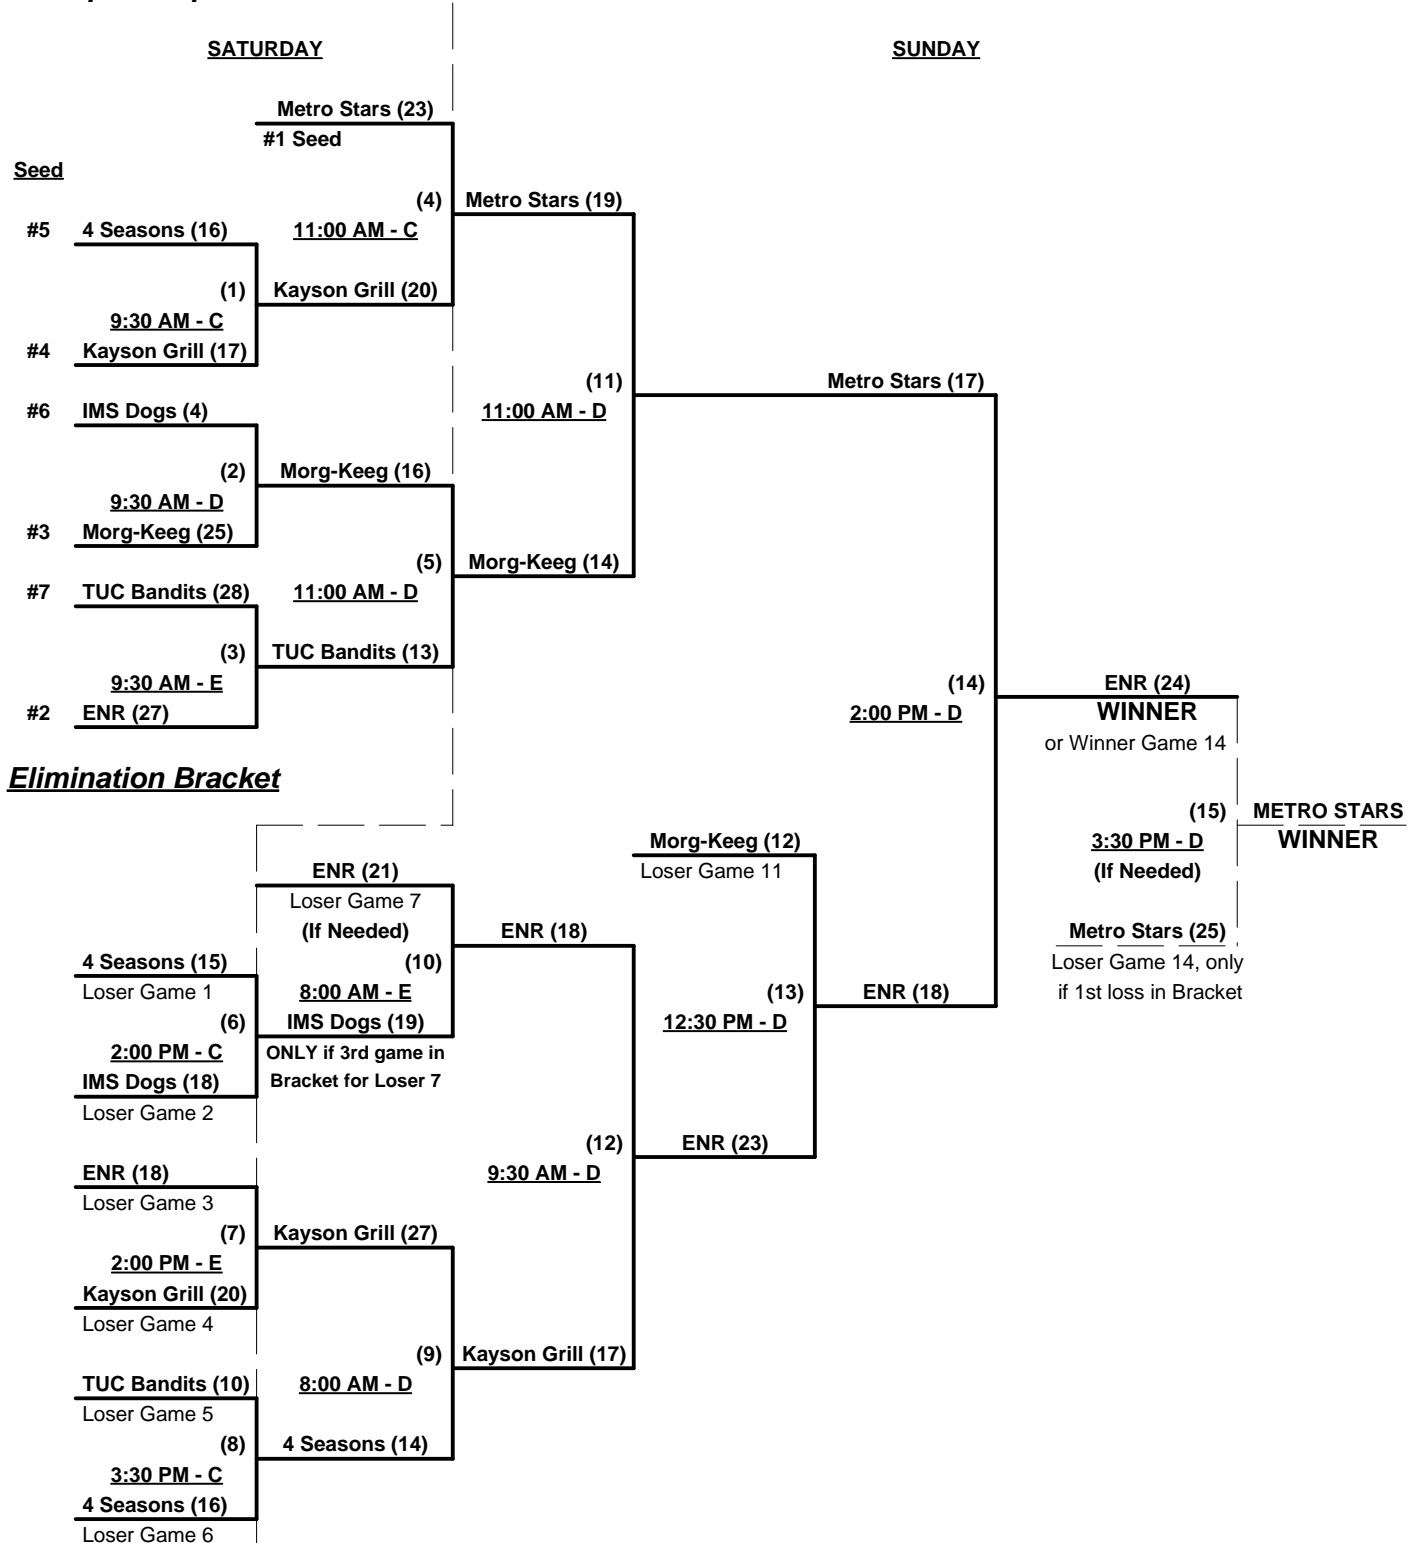 SATURDAY
SUNDAY
Metro Stars (23)
#1 Seed
Seed
(4)
Metro Stars (19)
#5
4 Seasons (16)
11:00 AM - C
(1)
Kayson Grill (20)
9:30 AM - C
#4
Kayson Grill (17)
(11)
Metro Stars (17)
#6
IMS Dogs (4)
11:00 AM - D
(2)
Morg-Keeg (16)
9:30 AM - D
#3
Morg-Keeg (25)
(5)
Morg-Keeg (14)
#7
TUC Bandits (28)
11:00 AM - D
(3)
TUC Bandits (13)
9:30 AM - E
(14)
ENR (24)
#2
ENR (27)
2:00 PM - D
WINNER
or Winner Game 14
Elimination Bracket
(15)
METRO STARS
Morg-Keeg (12)
3:30 PM - D
WINNER
ENR (21)
Loser Game 11
(If Needed)
Loser Game 7
(If Needed)
ENR (18)
Metro Stars (25)
4 Seasons (15)
(10)
Loser Game 14, only
Loser Game 1
8:00 AM - E
(13)
ENR (18)
if 1st loss in Bracket
(6)
IMS Dogs (19)
12:30 PM - D
2:00 PM - C
ONLY if 3rd game in
IMS Dogs (18)
Bracket for Loser 7
Loser Game 2
(12)
ENR (23)
ENR (18)
9:30 AM - D
Loser Game 3
(7)
Kayson Grill (27)
2:00 PM - E
Kayson Grill (20)
Loser Game 4
(9)
Kayson Grill (17)
TUC Bandits (10)
8:00 AM - D
Loser Game 5
(8)
4 Seasons (14)
3:30 PM - C
4 Seasons (16)
Loser Game 6